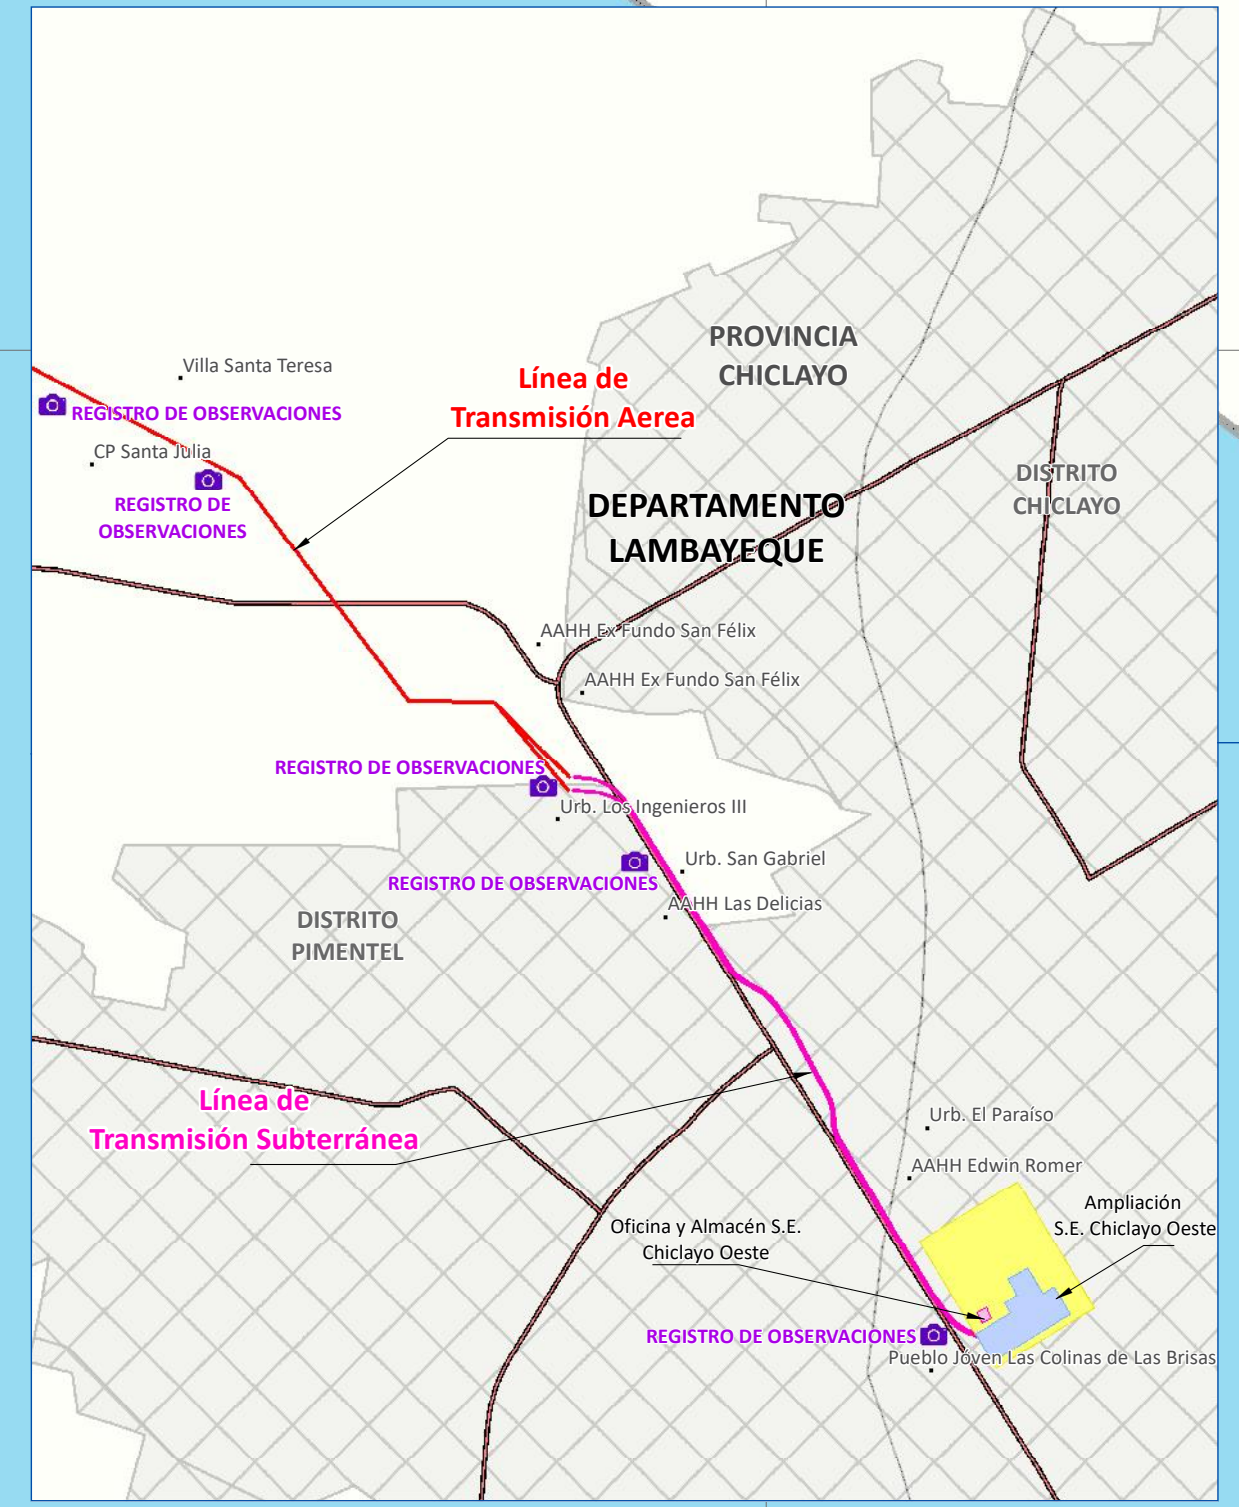 PROVINCIA
CHICLAYO
Villa Santa Teresa
Línea de
Transmisión Aerea
REGISTRO DE OBSERVACIONES
CP Santa Julia
DISTRITO
CHICLAYO
REGISTRO DE
OBSERVACIONES
DEPARTAMENTO
LAMBAYEQUE
AAHH Ex Fundo San Félix
AAHH Ex Fundo San Félix
REGISTRO DE OBSERVACIONES
Urb. Los Ingenieros III
Urb. San Gabriel
REGISTRO DE OBSERVACIONES
AAHH Las Delicias
DISTRITO
PIMENTEL
Línea de
Transmisión Subterránea
Urb. El Paraíso
AAHH Edwin Romer
Ampliación
S.E. Chiclayo Oeste
Oficina y Almacén S.E.
Chiclayo Oeste
REGISTRO DE OBSERVACIONES
Pueblo Jóven Las Colinas de Las Brisas